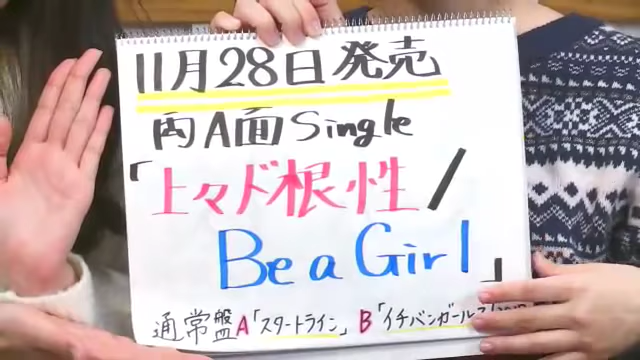 11月28日発売
両A面Single
「上々ド根性/
Be a Girl」
通常盤A「スタートライン」 B「イチバンガール